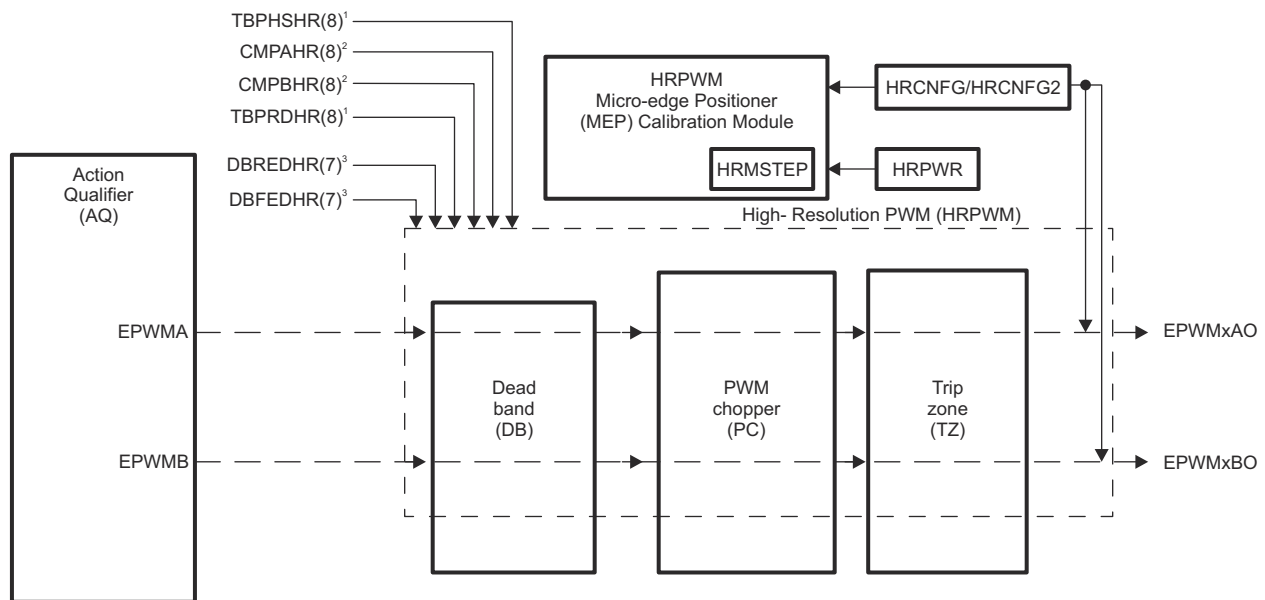 TBPHSHR(8)¹
CMPAHR(8)²
CMPBHR(8)²
TBPRDHR(8)¹
DBREDHR(7)³
DBFEDHR(7)³
HRPWM
Micro-edge Positioner
(MEP) Calibration Module
HRMSTEP
HRCNFG/HRCNFG2
HRPWR
High- Resolution PWM (HRPWM)
Action
Qualifier
(AQ)
EPWMA
EPWMB
Dead
band
(DB)
PWM
chopper
(PC)
Trip
zone
(TZ)
EPWMxAO
EPWMxBO